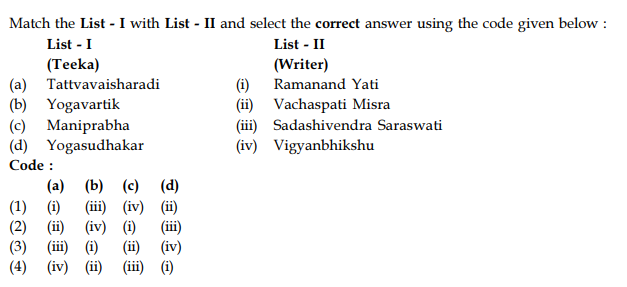 Match the List - I with List - II and select the correct answer using the code given below :
List - I List - II
(Teeka) (Writer)
(a) Tattvavaisharadi (i) Ramanand Yati
(b) Yogavartik (ii) Vachaspati Misra
(c) Maniprabha (iii) Sadashivendra Saraswati
(d) Yogasudhakar (iv) Vigyanbhikshu
Code :
(a) (b) (c) (d)
(1) (i) (iii) (iv) (ii)
(2) (ii) (iv) (i) (iii)
(3) (iii) (i) (ii) (iv)
(4) (iv) (ii) (iii) (i)